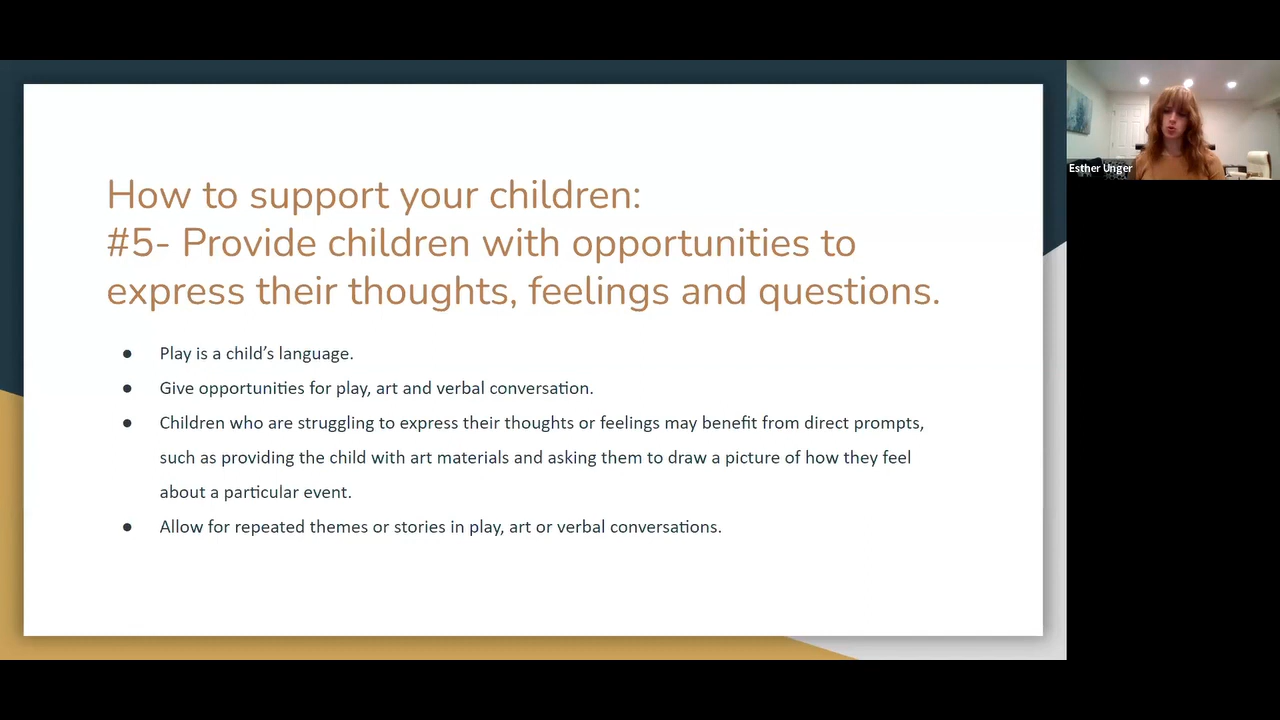 How to support your children:
#5- Provide children with opportunities to
express their thoughts, feelings and questions.
● Play is a child’s language.
● Give opportunities for play, art and verbal conversation.
● Children who are struggling to express their thoughts or feelings may benefit from direct prompts,
such as providing the child with art materials and asking them to draw a picture of how they feel
about a particular event.
● Allow for repeated themes or stories in play, art or verbal conversations.
Esther Unger